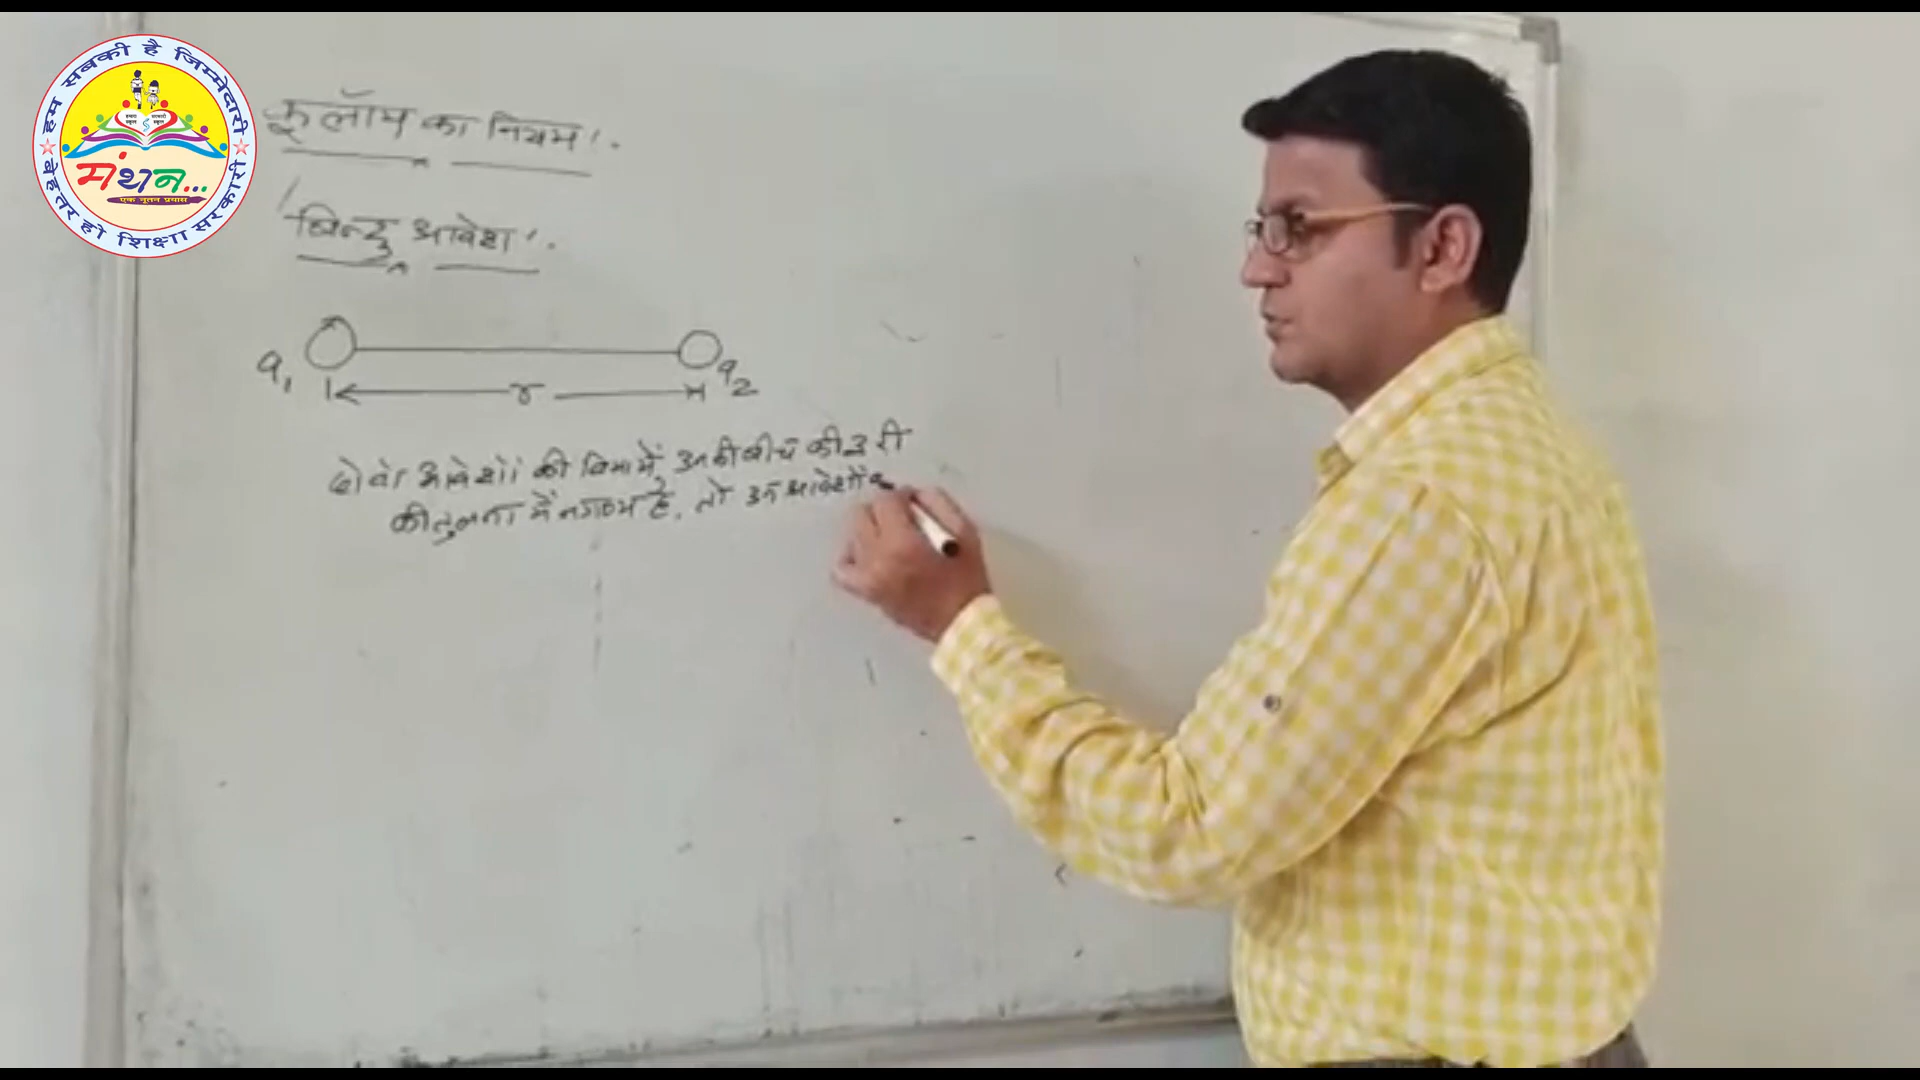 हम सबकी है जिम्मेदारी
बेहतर हो शिक्षा सरकारी
मंथन...
एक नूतन प्रयास
कूलॉम का नियम :-
बिन्दु आवेश :-
q1 q2
r
दो वे॑ आवेशों की विमामें उनकी बीच की दूरी
की तुलना में नगण्य है, तो उन आवेशों क